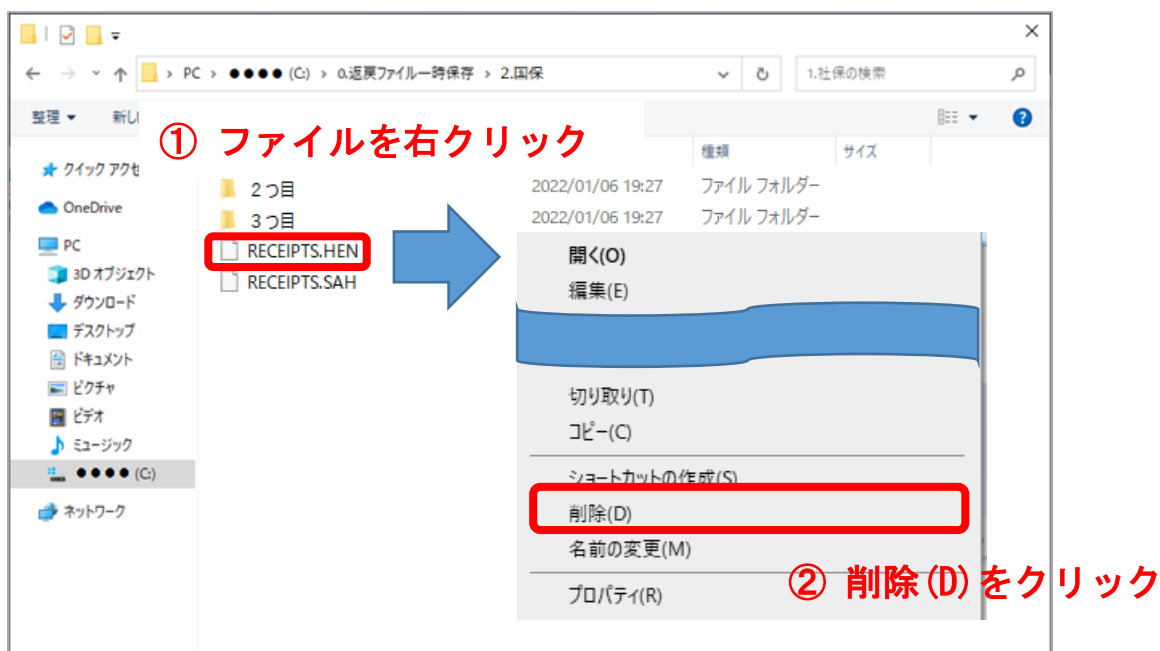 PC › ●●●● (C:) › 0.返戻ファイル一時保存 › 2.国保
1.社保の検索
整理 ▼ 新し
① ファイルを右クリック
種類 サイズ
クイック アクセ
OneDrive
PC
3D オブジェクト
ダウンロード
デスクトップ
ドキュメント
ピクチャ
ビデオ
ミュージック
●●●● (C:)
ネットワーク
2つ目 2022/01/06 19:27 ファイル フォルダー
3つ目 2022/01/06 19:27 ファイル フォルダー
RECEIPTS.HEN
RECEIPTS.SAH
開く(O)
編集(E)
切り取り(T)
コピー(C)
ショートカットの作成(S)
削除(D)
名前の変更(M)
プロパティ(R)
② 削除(D)をクリック